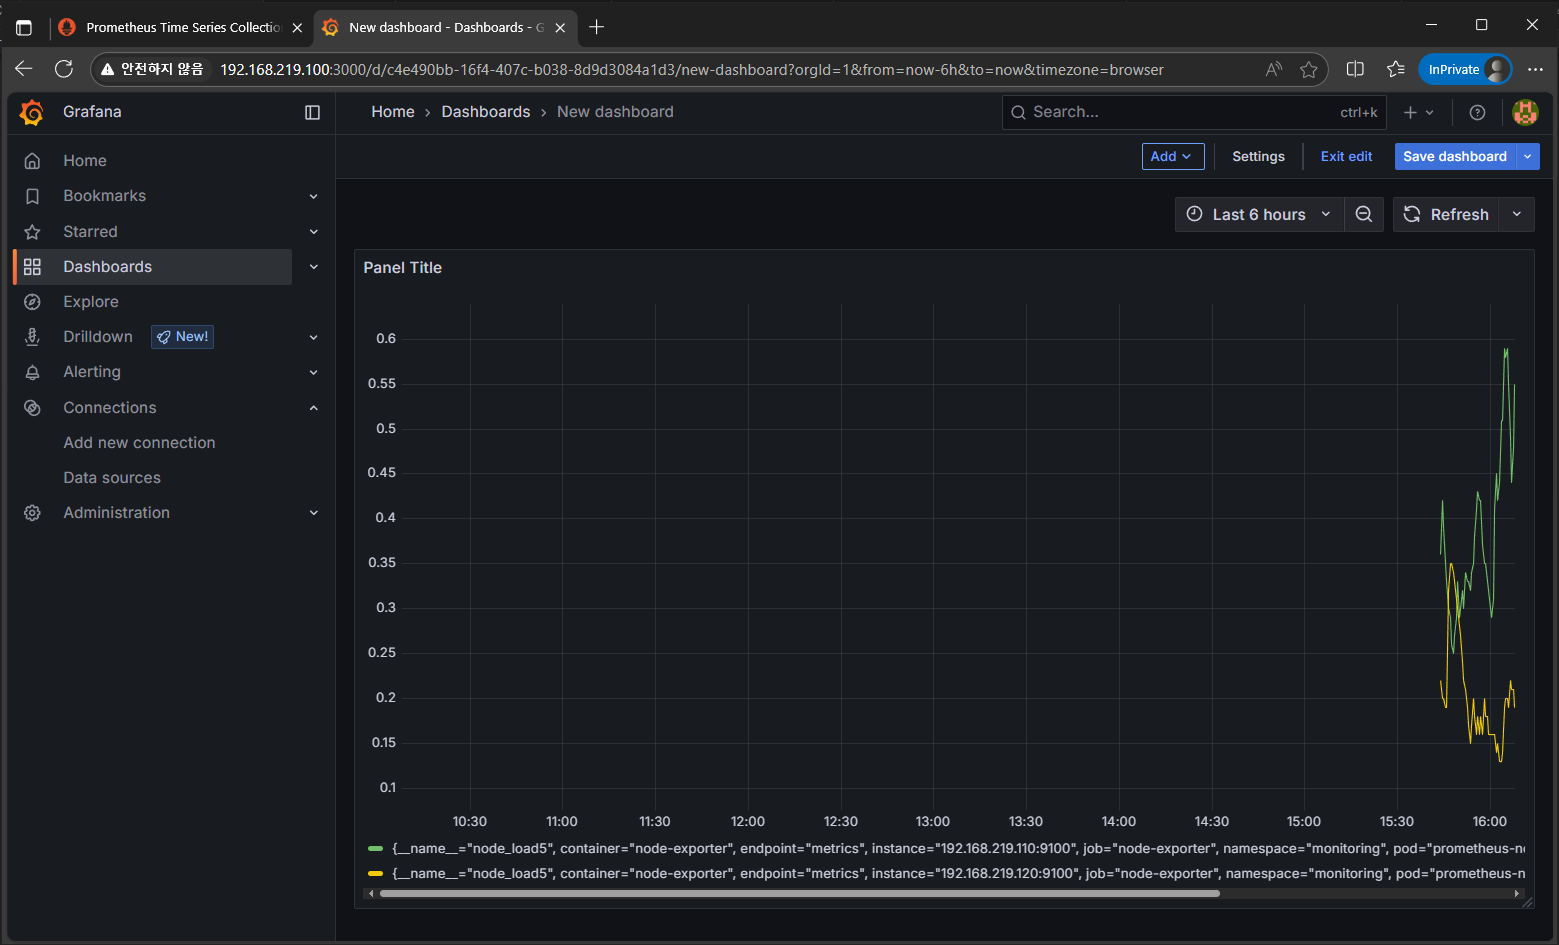 Prometheus Time Series Collectio
New dashboard - Dashboards - G
안전하지 않음 192.168.219.100:3000/d/c4e490bb-16f4-407c-b038-8d9d3084a1d3/new-dashboard?orgId=1&from=now-6h&to=now&timezone=browser
InPrivate
Grafana
Home › Dashboards › New dashboard
Search... ctrl+k
Add Settings Exit edit Save dashboard
Home
Bookmarks
Starred
Dashboards
Explore
Drilldown New!
Alerting
Connections
Add new connection
Data sources
Administration
Last 6 hours Refresh
Panel Title
0.6
0.55
0.5
0.45
0.4
0.35
0.3
0.25
0.2
0.15
0.1
10:30 11:00 11:30 12:00 12:30 13:00 13:30 14:00 14:30 15:00 15:30 16:00
{__name__="node_load5", container="node-exporter", endpoint="metrics", instance="192.168.219.110:9100", job="node-exporter", namespace="monitoring", pod="prometheus-no
{__name__="node_load5", container="node-exporter", endpoint="metrics", instance="192.168.219.120:9100", job="node-exporter", namespace="monitoring", pod="prometheus-n